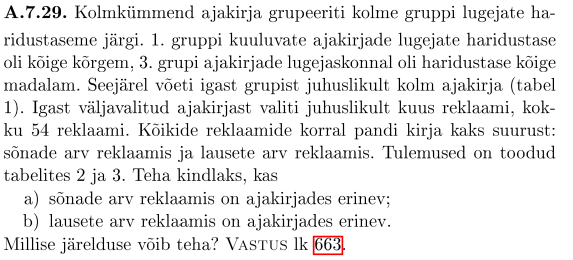 A.7.29. Kolmkümmend ajakirja grupeeriti kolme gruppi lugejate ha-
ridustaseme järgi. 1. gruppi kuuluvate ajakirjade lugejate haridustase
oli kõige kõrgem, 3. grupi ajakirjade lugejaskonnal oli haridustase kõige
madalam. Seejärel võeti igast grupist juhuslikult kolm ajakirja (tabel
1). Igast väljavalitud ajakirjast valiti juhuslikult kuus reklaami, kok-
ku 54 reklaami. Kõikide reklaamide korral pandi kirja kaks suurust:
sõnade arv reklaamis ja lausete arv reklaamis. Tulemused on toodud
tabelites 2 ja 3. Teha kindlaks, kas
a) sõnade arv reklaamis on ajakirjades erinev;
b) lausete arv reklaamis on ajakirjades erinev.
Millise järelduse võib teha? VASTUS lk 663.